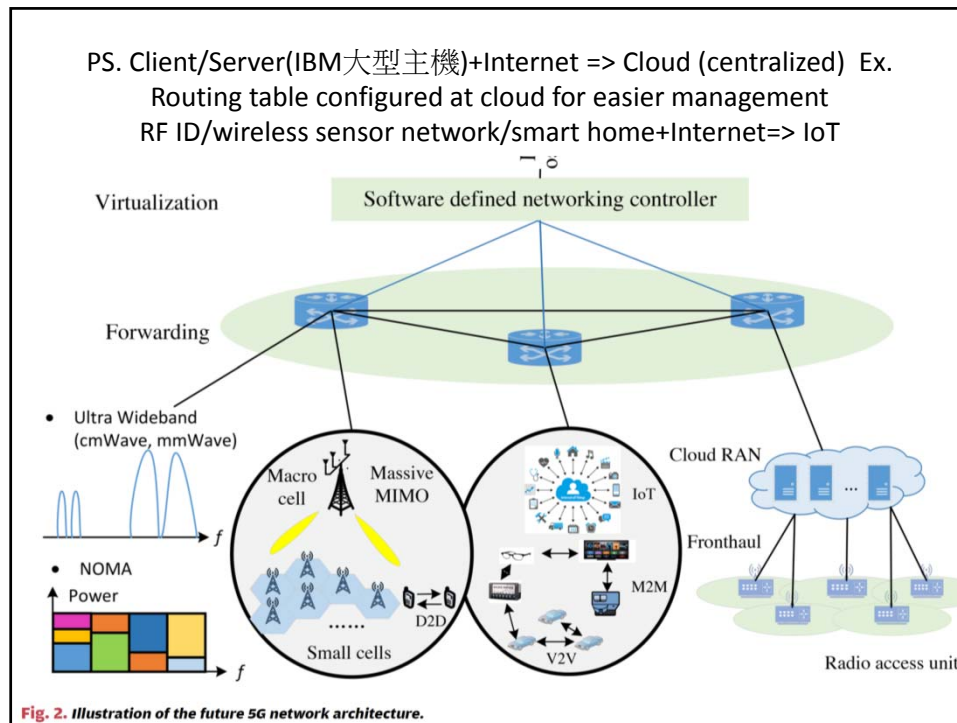 PS. Client/Server(IBM大型主機)+Internet => Cloud (centralized) Ex.
Routing table configured at cloud for easier management
RF ID/wireless sensor network/smart home+Internet=> IoT
Virtualization
Software defined networking controller
Forwarding
• Ultra Wideband
(cmWave, mmWave)
f
• NOMA
Power
f
Macro
cell
Massive
MIMO
D2D
......
Small cells
IoT
M2M
V2V
Cloud RAN
...
Fronthaul
Radio access unit
Fig. 2. Illustration of the future 5G network architecture.